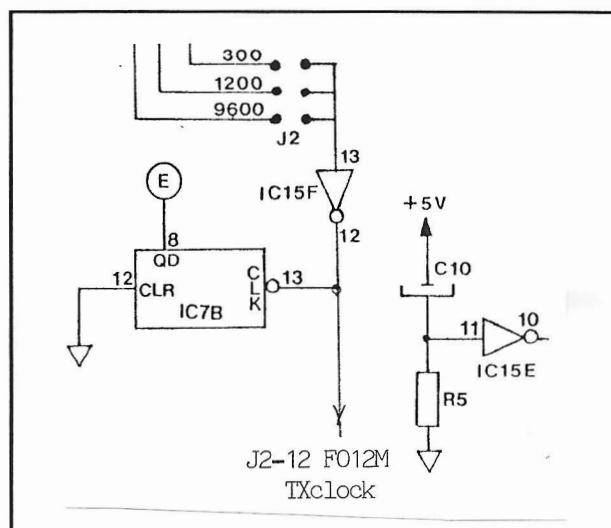 300
1200
9600
J2
13
IC15F
12
E
8
QD
12
CLR
CLK
13
IC7B
+5V
C10
11
10
IC15E
R5
J2-12 FO12M
TXclock